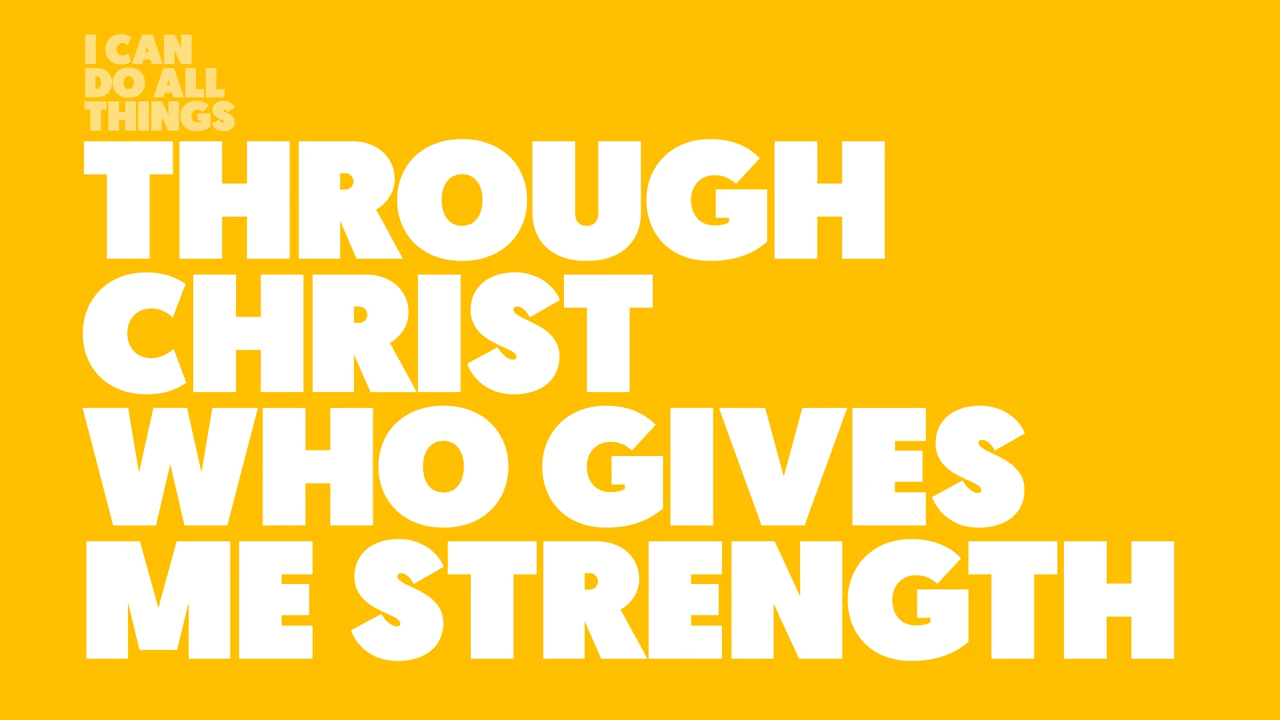 I CAN
DO ALL
THINGS
THROUGH
CHRIST
WHO GIVES
ME STRENGTH